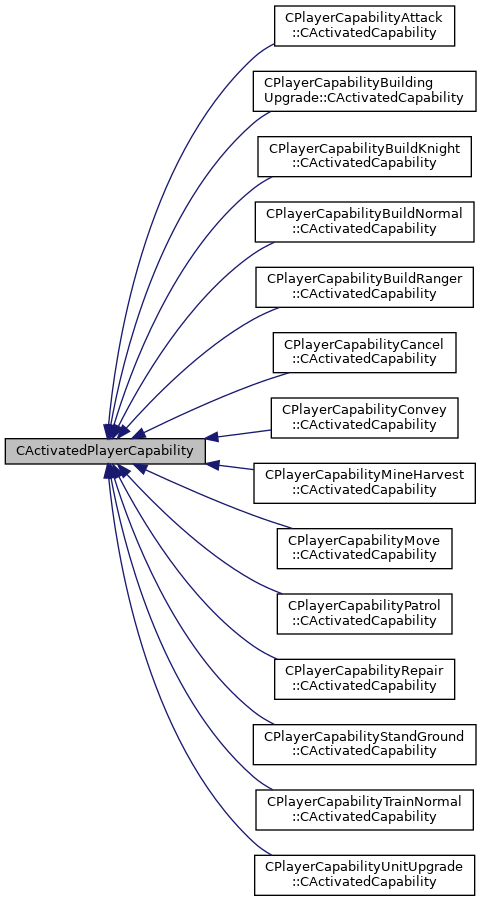 CPlayerCapabilityAttack
::CActivatedCapability
CPlayerCapabilityBuilding
Upgrade::CActivatedCapability
CPlayerCapabilityBuildKnight
::CActivatedCapability
CPlayerCapabilityBuildNormal
::CActivatedCapability
CPlayerCapabilityBuildRanger
::CActivatedCapability
CPlayerCapabilityCancel
::CActivatedCapability
CPlayerCapabilityConvey
::CActivatedCapability
CActivatedPlayerCapability
CPlayerCapabilityMineHarvest
::CActivatedCapability
CPlayerCapabilityMove
::CActivatedCapability
CPlayerCapabilityPatrol
::CActivatedCapability
CPlayerCapabilityRepair
::CActivatedCapability
CPlayerCapabilityStandGround
::CActivatedCapability
CPlayerCapabilityTrainNormal
::CActivatedCapability
CPlayerCapabilityUnitUpgrade
::CActivatedCapability